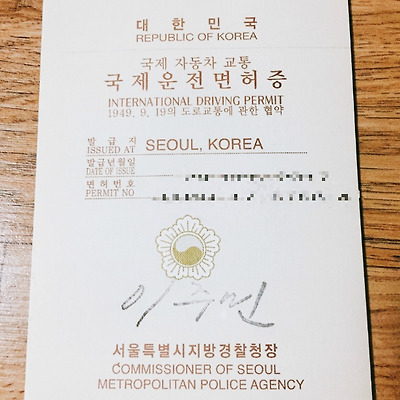 대한민국
REPUBLIC OF KOREA
국제 자동차 교통
국제운전면허증
INTERNATIONAL DRIVING PERMIT
1949. 9. 19의 도로교통에 관한 협약
발급지
ISSUED AT SEOUL, KOREA
발급년월일
DATE OF ISSUE
면허번호
PERMIT NO
이주민
서울특별시지방경찰청장
COMMISSIONER OF SEOUL
METROPOLITAN POLICE AGENCY